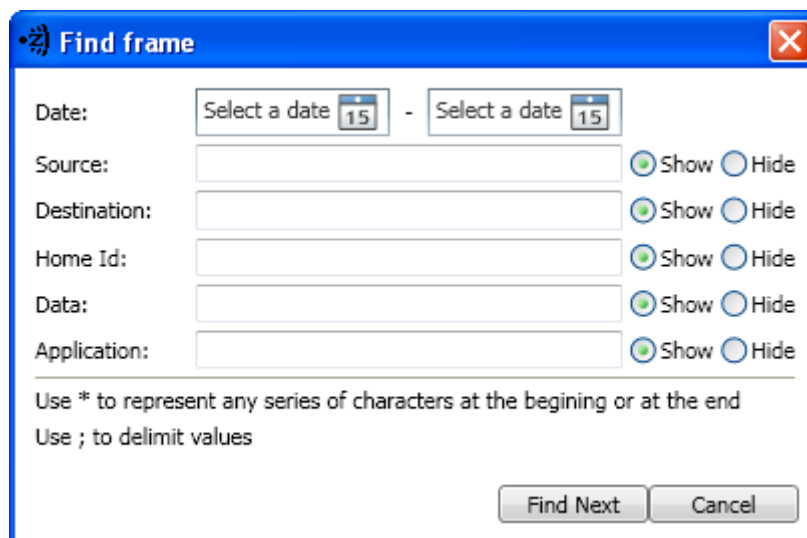 Find frame
Date: Select a date 15 - Select a date 15
Source: Show Hide
Destination: Show Hide
Home Id: Show Hide
Data: Show Hide
Application: Show Hide
Use * to represent any series of characters at the begining or at the end
Use ; to delimit values
Find Next Cancel